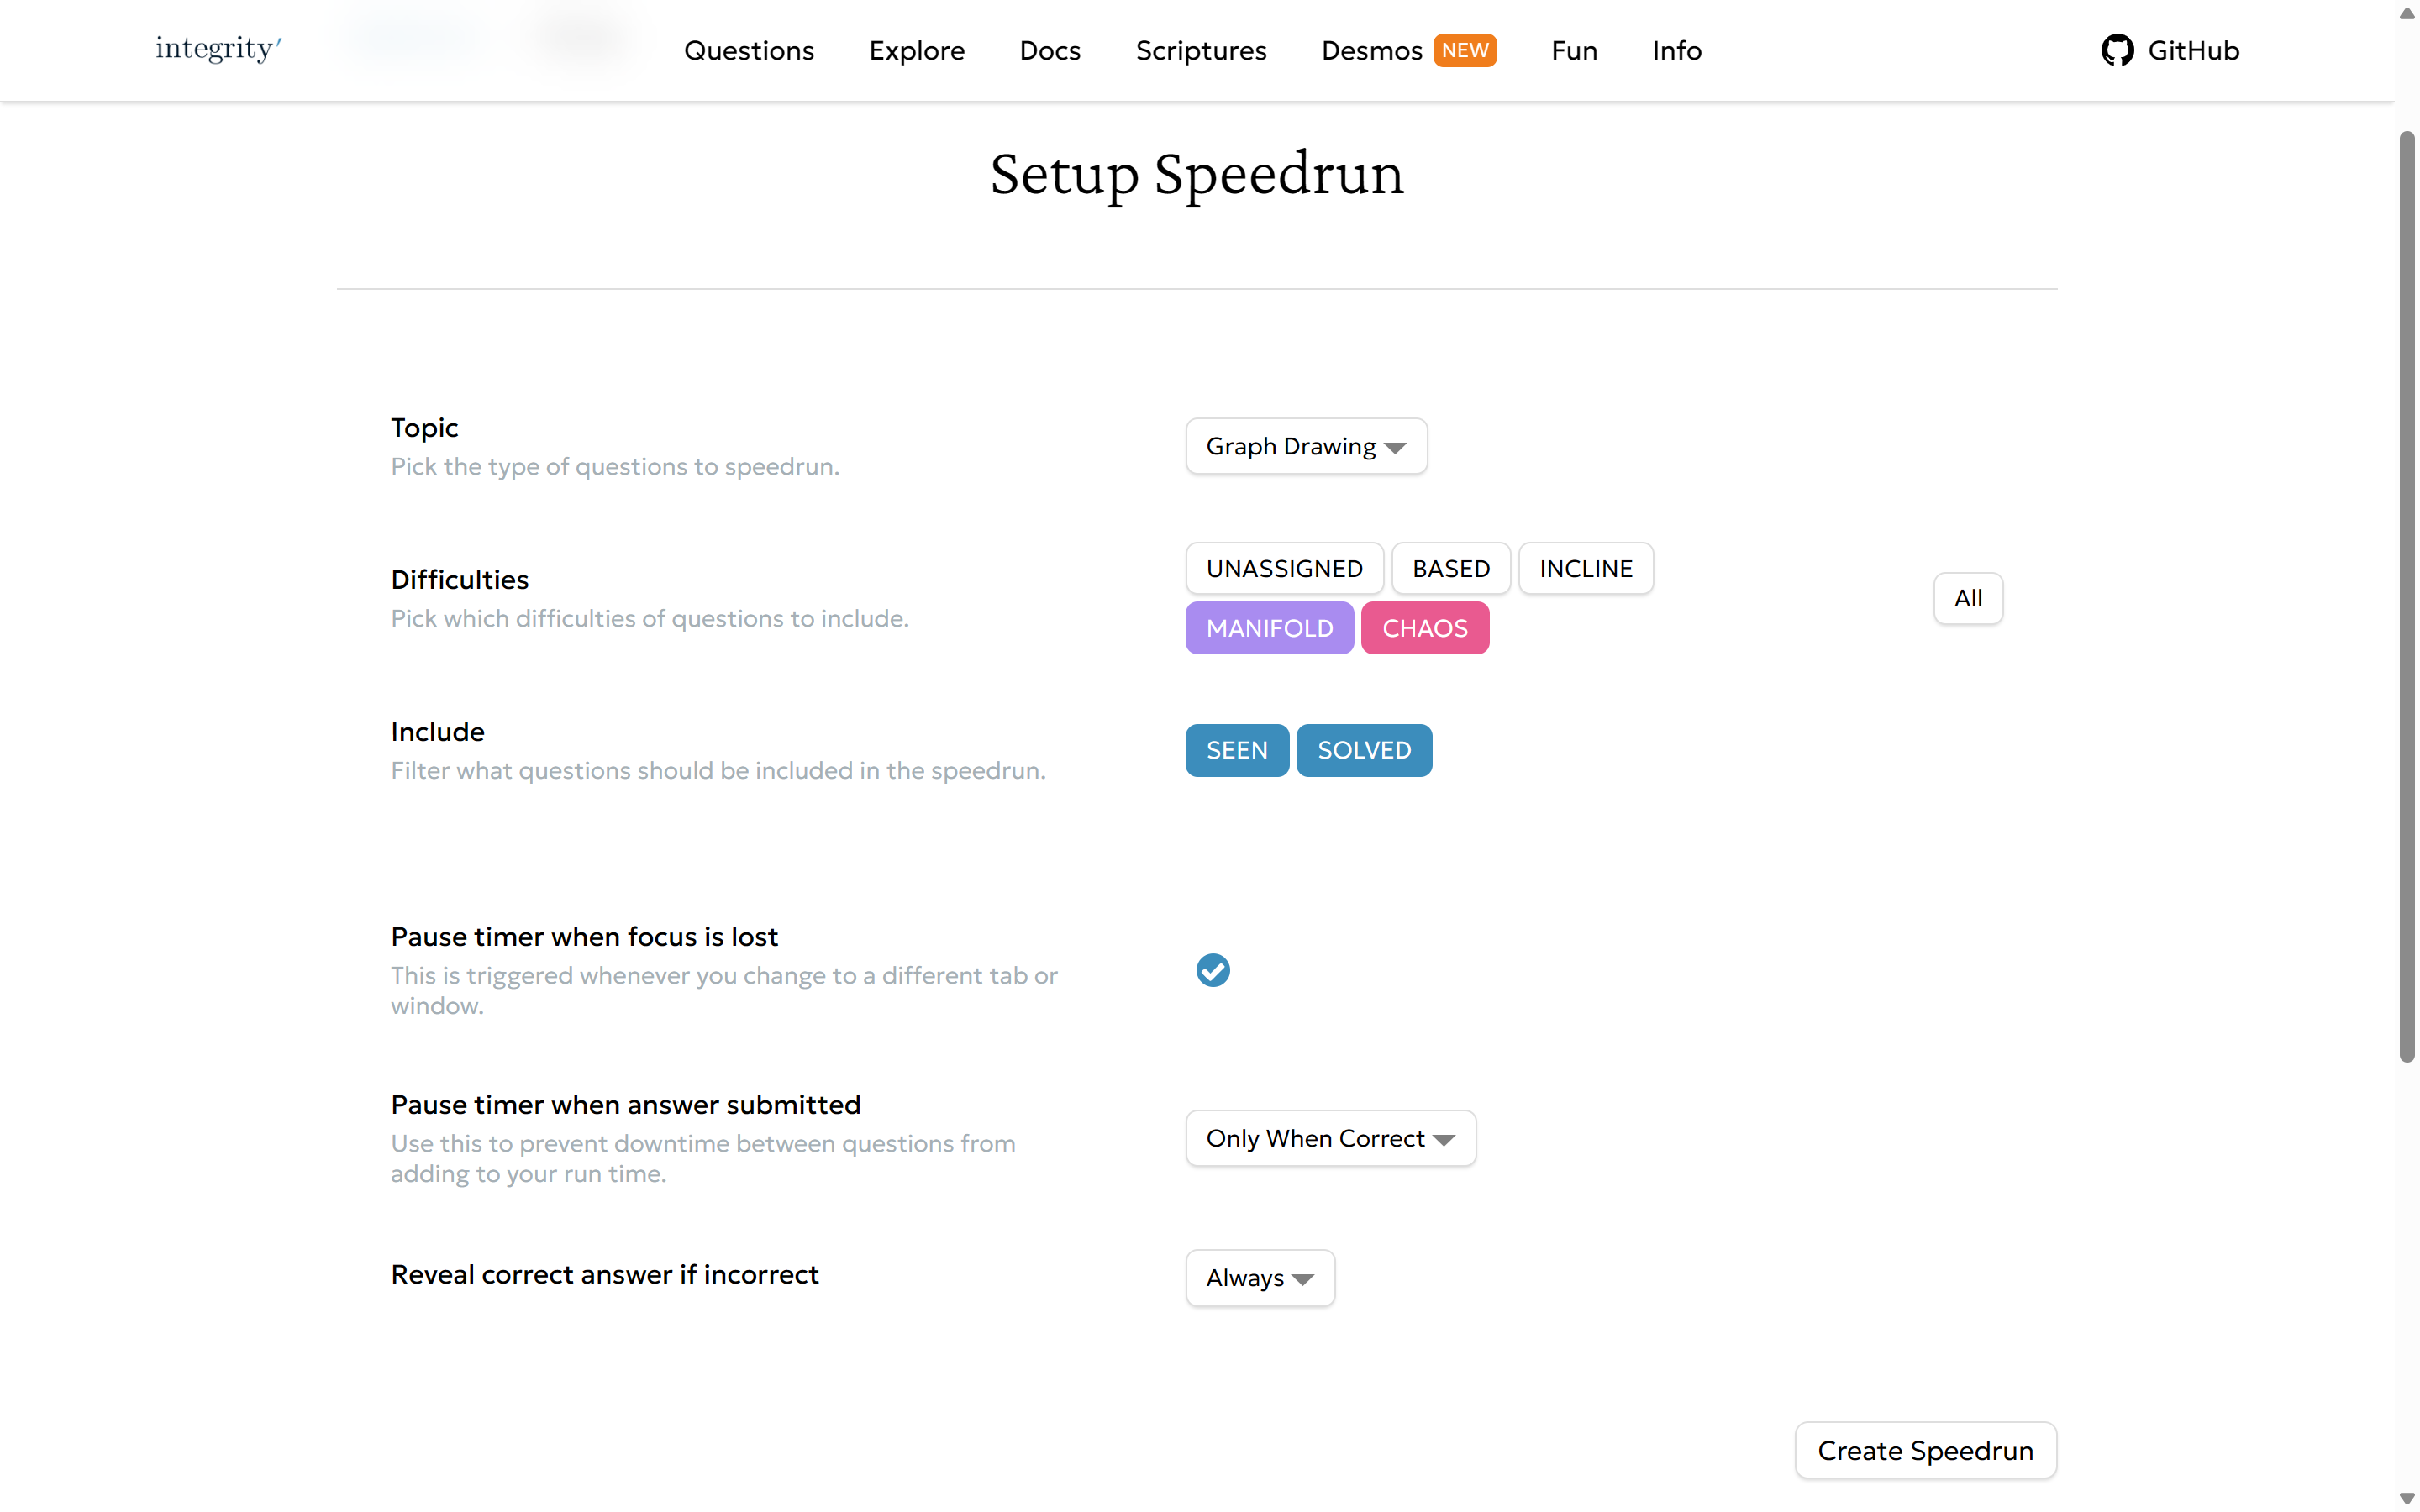 integrity′
Questions Explore Docs Scriptures Desmos NEW Fun Info
GitHub
Setup Speedrun
Topic
Pick the type of questions to speedrun.
Graph Drawing
Difficulties
Pick which difficulties of questions to include.
UNASSIGNED BASED INCLINE
MANIFOLD CHAOS
All
Include
Filter what questions should be included in the speedrun.
SEEN SOLVED
Pause timer when focus is lost
This is triggered whenever you change to a different tab or
window.
Pause timer when answer submitted
Use this to prevent downtime between questions from
adding to your run time.
Only When Correct
Reveal correct answer if incorrect
Always
Create Speedrun